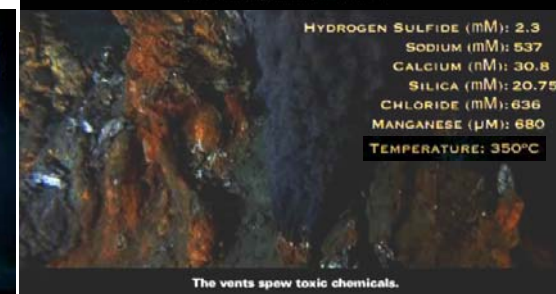 HYDROGEN SULFIDE (mM): 2.3
SODIUM (mM): 537
CALCIUM (mM): 30.8
SILICA (mM): 20.75
CHLORIDE (mM): 636
MANGANESE (µM): 680
TEMPERATURE: 350°C
The vents spew toxic chemicals.